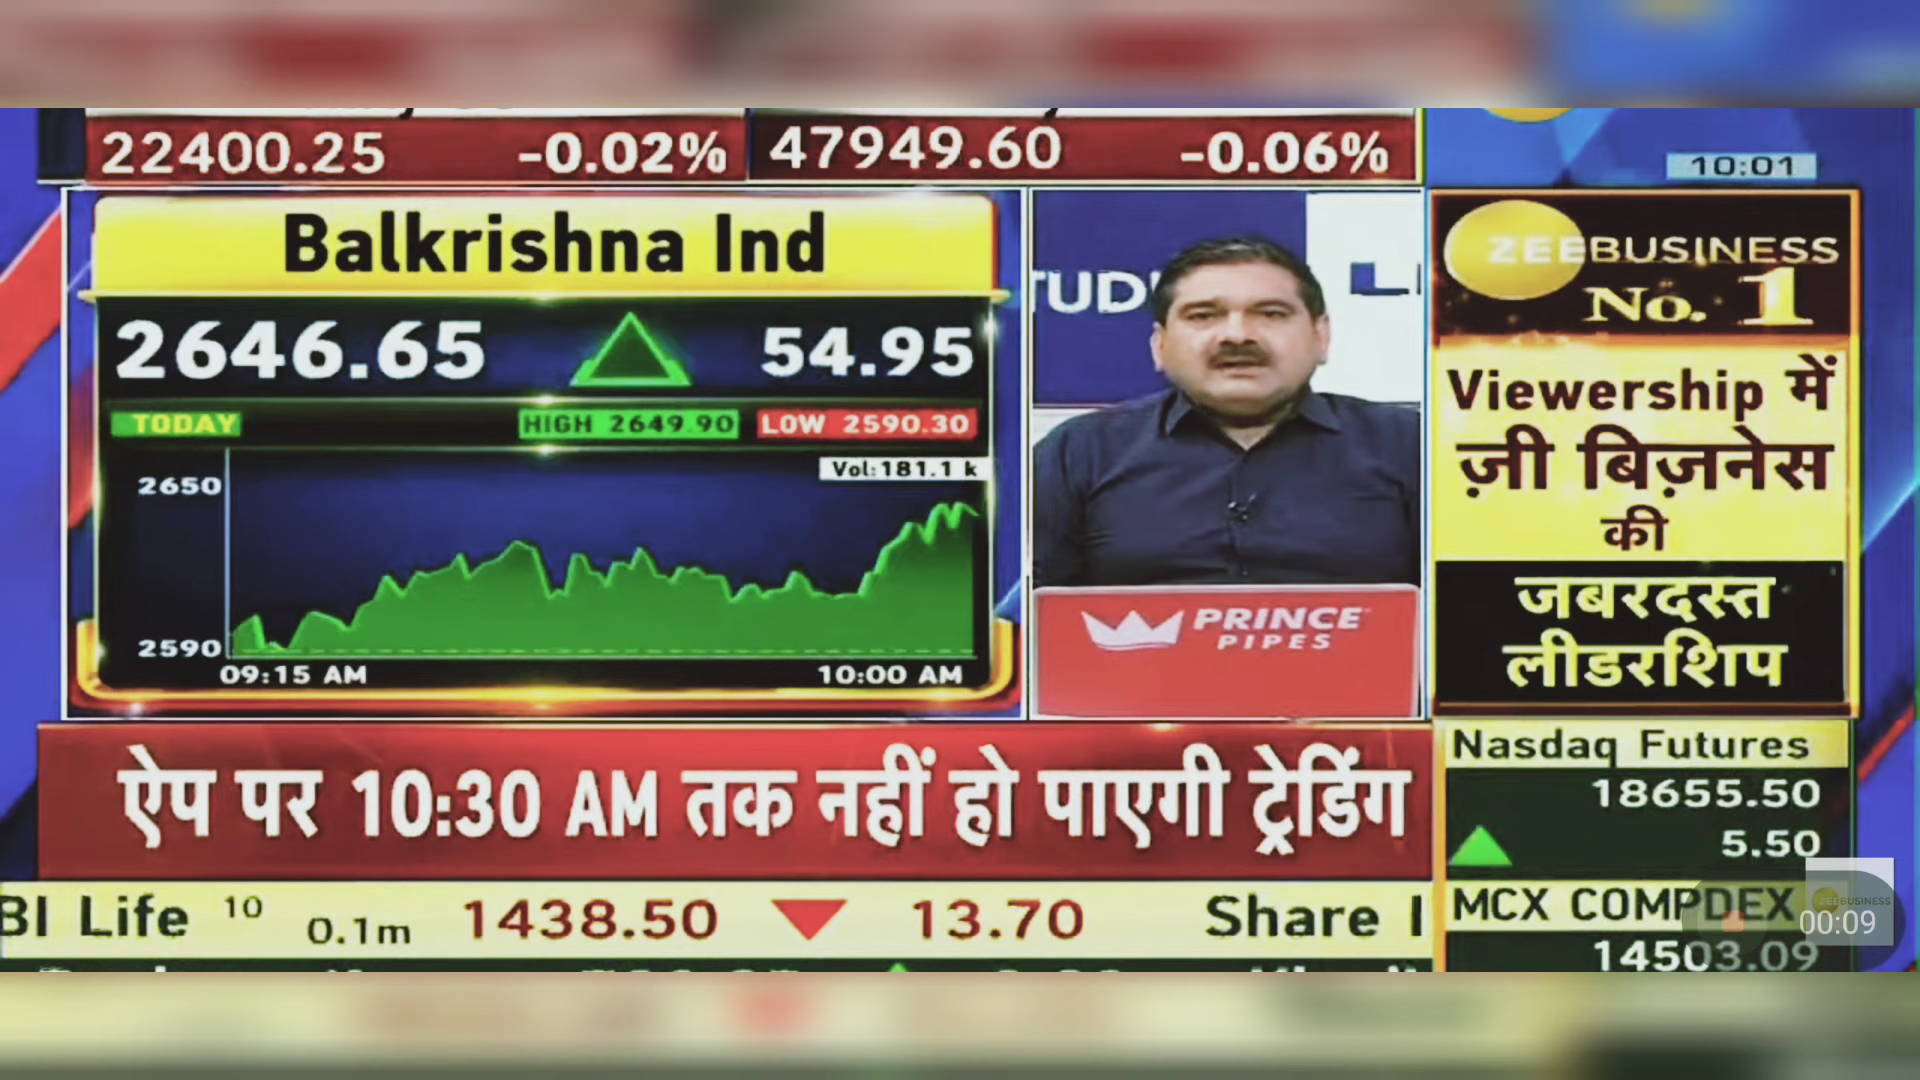 22400.25 -0.02% 47949.60 -0.06%
10:01
Balkrishna Ind
2646.65 54.95
TODAY HIGH 2649.90 LOW 2590.30
Vol:181.1 k
2650
2590
09:15 AM 10:00 AM
PRINCE
PIPES
ZEEBUSINESS
No. 1
Viewership में
ज़ी बिज़नेस
की
जबरदस्त
लीडरशिप
ऐप पर 10:30 AM तक नहीं हो पाएगी ट्रेडिंग
Nasdaq Futures
18655.50
5.50
MCX COMPDEX
14503.09
BI Life 10 0.1m 1438.50 13.70 Share I
ZEEBUSINESS
00:09